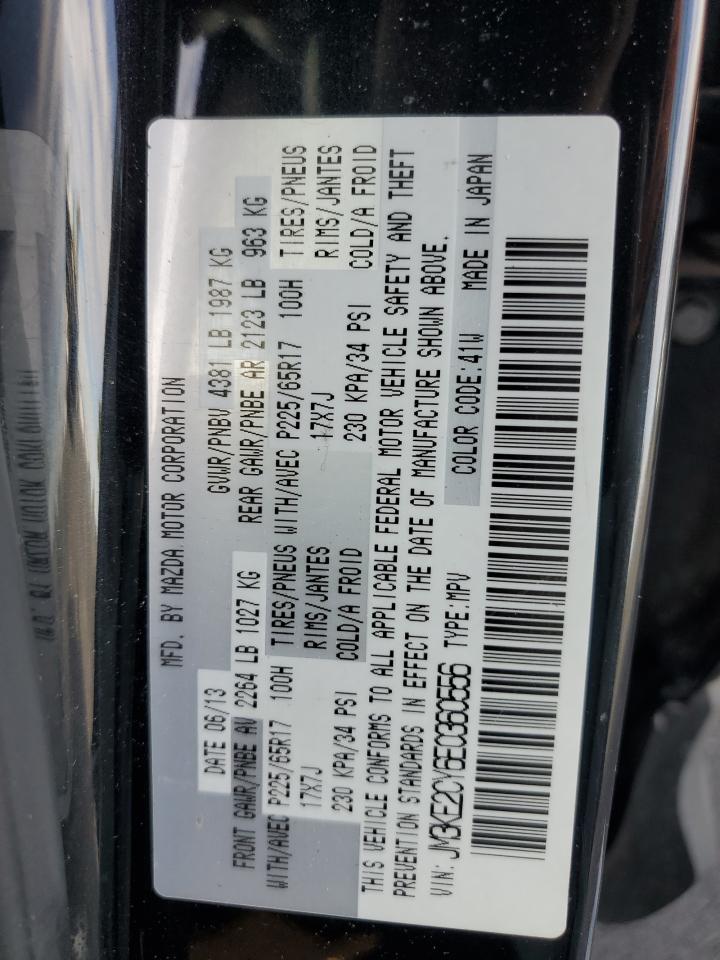 MFD. BY MAZDA MOTOR CORPORATION
DATE 06/13 GVWR/PNBV 4381 LB 1987 KG
FRONT GAWR/PNBE AV 2264 LB 1027 KG REAR GAWR/PNBE AR 2123 LB 963 KG
WITH/AVEC P225/65R17 100H TIRES/PNEUS WITH/AVEC P225/65R17 100H TIRES/PNEUS
17X7J RIMS/JANTES 17X7J RIMS/JANTES
230 KPA/34 PSI COLD/A FROID 230 KPA/34 PSI COLD/A FROID
THIS VEHICLE CONFORMS TO ALL APPLICABLE FEDERAL MOTOR VEHICLE SAFETY AND THEFT
PREVENTION STANDARDS IN EFFECT ON THE DATE OF MANUFACTURE SHOWN ABOVE.
VIN: JM3KE2CY6E0360556 TYPE:MPV COLOR CODE:41W MADE IN JAPAN